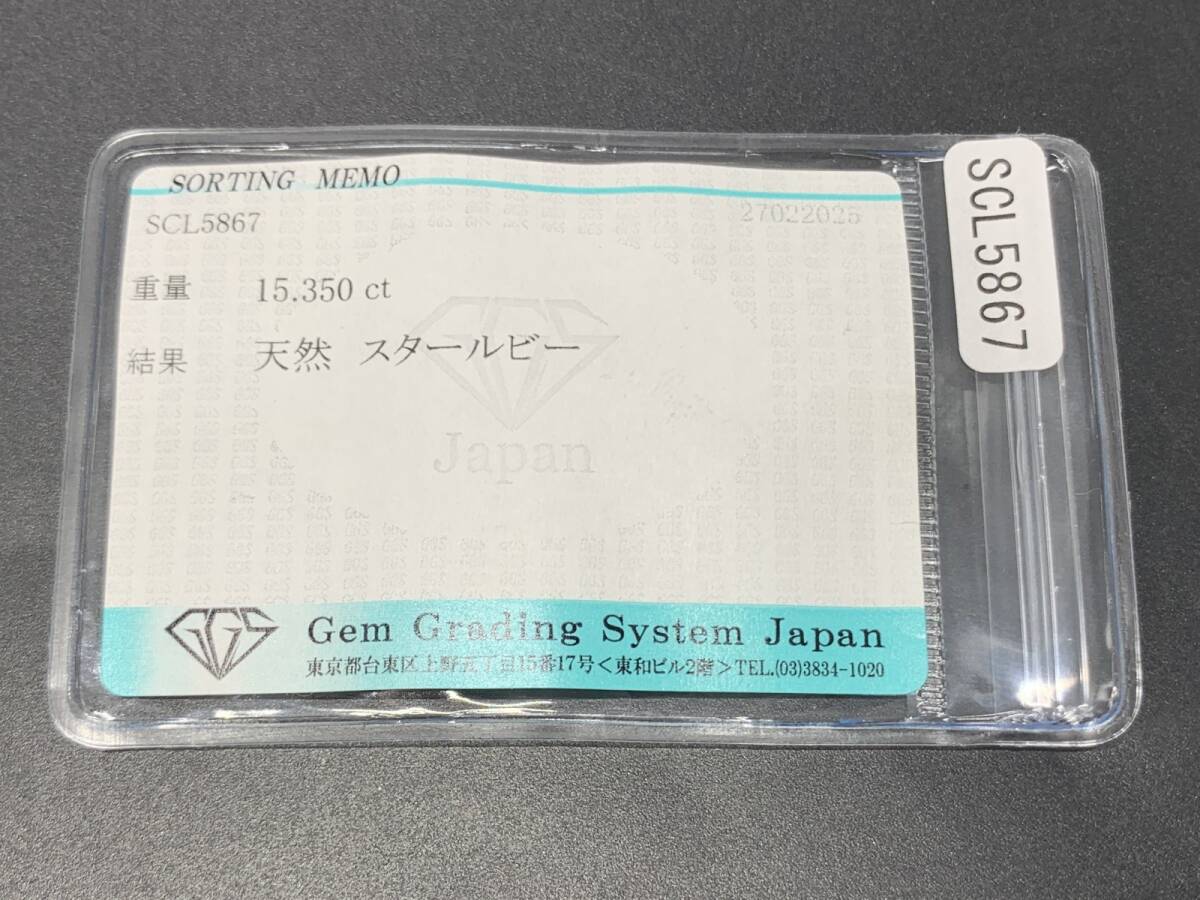 SORTING MEMO
SCL5867 27022025
重量 15.350 ct
結果 天然 スタールビー
GGS
Japan
GGS Gem Grading System Japan
東京都台東区上野五丁目15番17号<東和ビル2階>TEL.(03)3834-1020
SCL5867